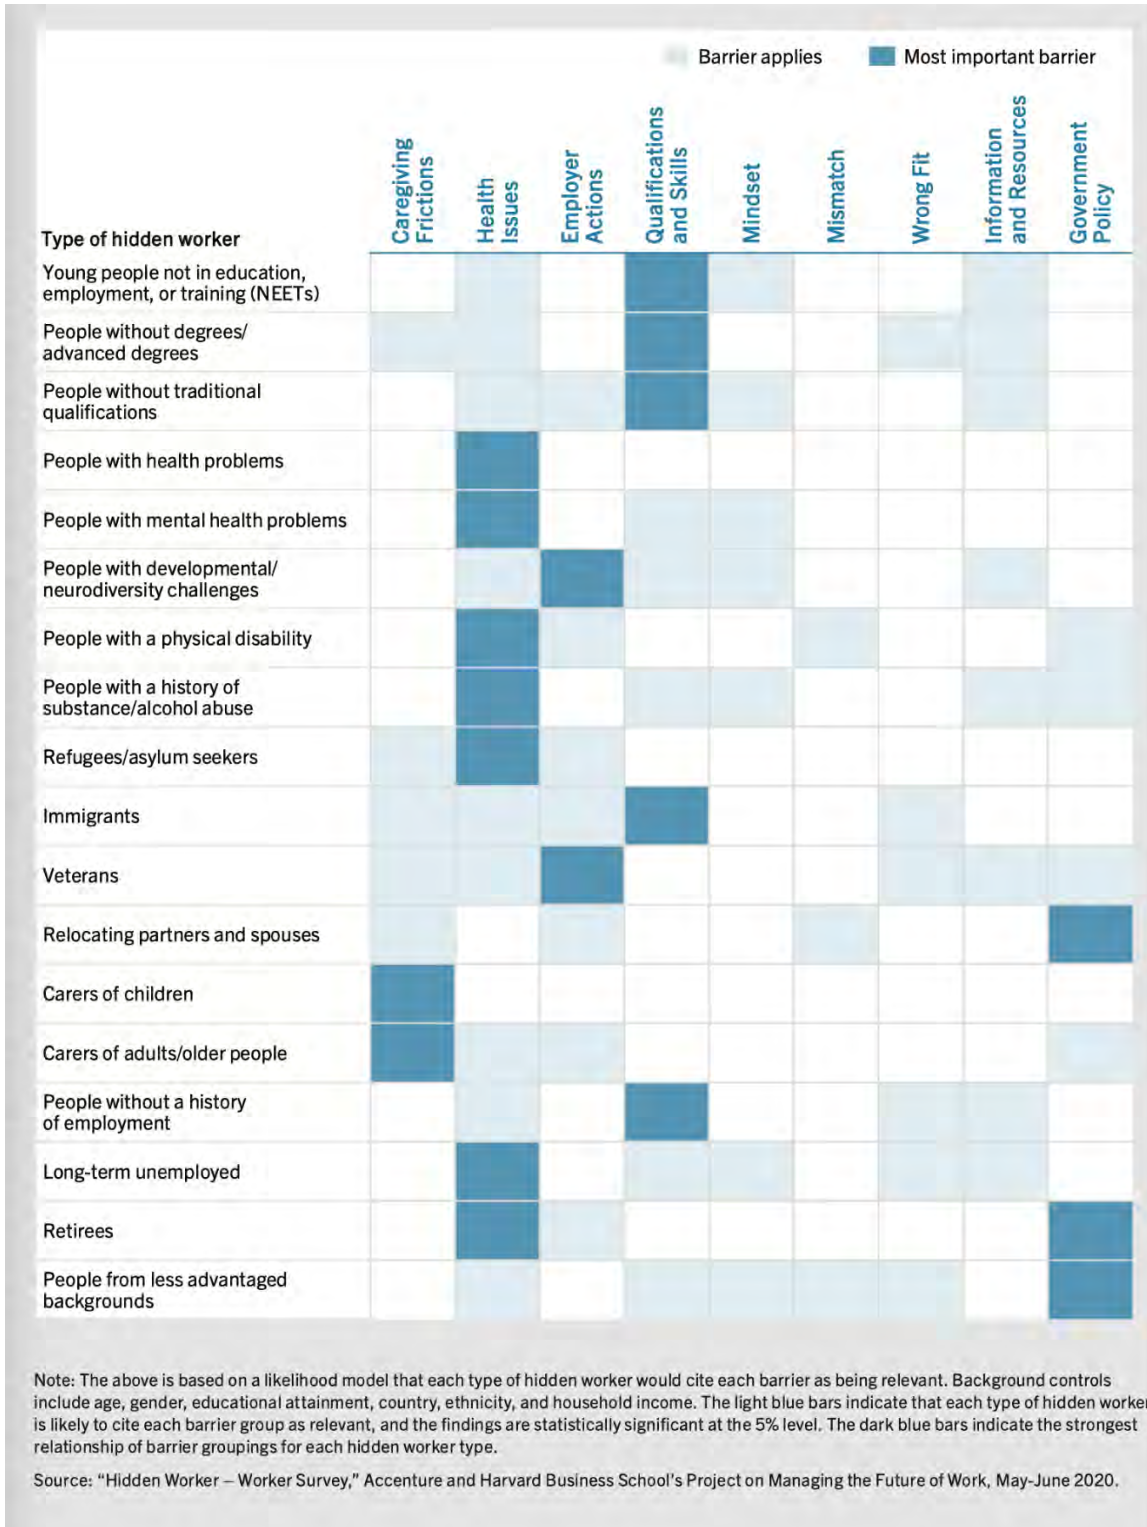 Barrier applies
Most important barrier
Caregiving
Frictions
Health
Issues
Employer
Actions
Qualifications
and Skills
Mindset
Mismatch
Wrong Fit
Information
and Resources
Government
Policy
Type of hidden worker
Young people not in education,
employment, or training (NEETs)
People without degrees/
advanced degrees
People without traditional
qualifications
People with health problems
People with mental health problems
People with developmental/
neurodiversity challenges
People with a physical disability
People with a history of
substance/alcohol abuse
Refugees/asylum seekers
Immigrants
Veterans
Relocating partners and spouses
Carers of children
Carers of adults/older people
People without a history
of employment
Long-term unemployed
Retirees
People from less advantaged
backgrounds
Note: The above is based on a likelihood model that each type of hidden worker would cite each barrier as being relevant. Background controls
include age, gender, educational attainment, country, ethnicity, and household income. The light blue bars indicate that each type of hidden worke
is likely to cite each barrier group as relevant, and the findings are statistically significant at the 5% level. The dark blue bars indicate the strongest
relationship of barrier groupings for each hidden worker type.
Source: “Hidden Worker – Worker Survey,” Accenture and Harvard Business School’s Project on Managing the Future of Work, May-June 2020.